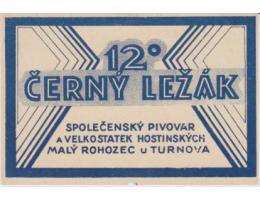 12°
ČERNÝ LEŽÁK
SPOLEČENSKÝ PIVOVAR
A VELKOSTATEK HOSTINSKÝCH
MALÝ ROHOZEC u TURNOVA